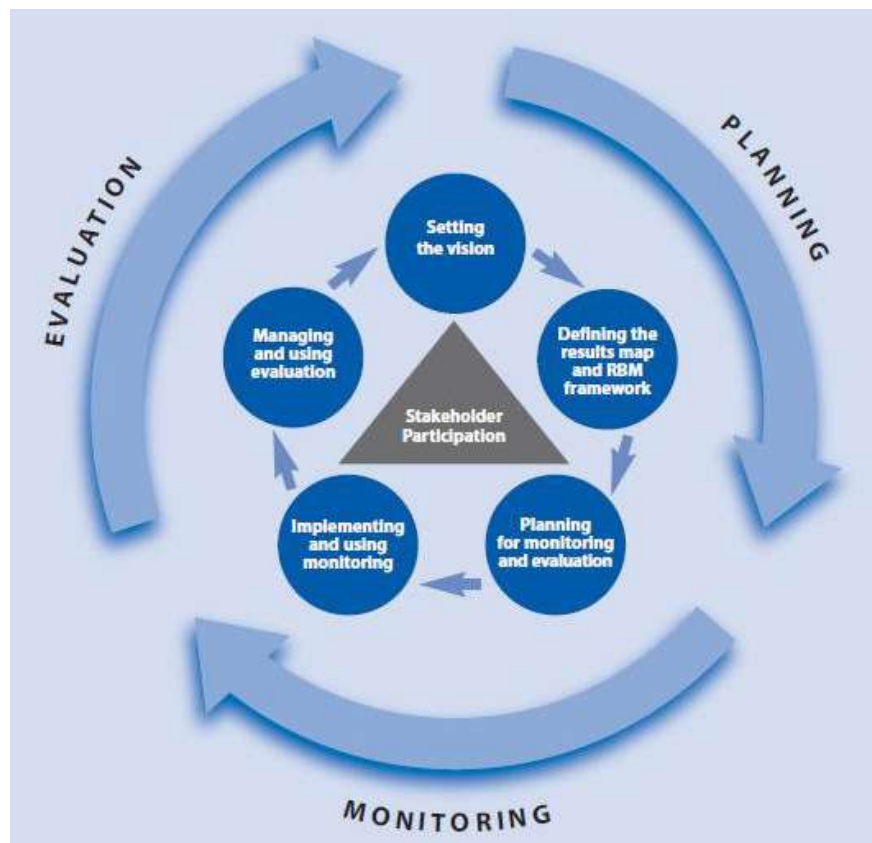 EVALUATION
PLANNING
Setting
the vision
Managing
and using
evaluation
Defining the
results map
and RBM
framework
Stakeholder
Participation
Implementing
and using
monitoring
Planning
for monitoring
and evaluation
MONITORING